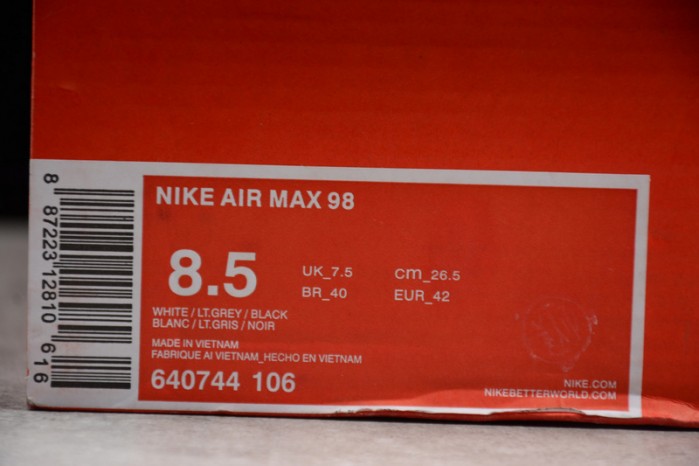 8 87223 12810 616
NIKE AIR MAX 98
8.5
UK_7.5
cm_26.5
BR_40
EUR_42
WHITE / LT.GREY / BLACK
BLANC / LT.GRIS / NOIR
MADE IN VIETNAM
FABRIQUE AI VIETNAM_HECHO EN VIETNAM
640744 106
NIKE.COM
NIKEBETTERWORLD.COM